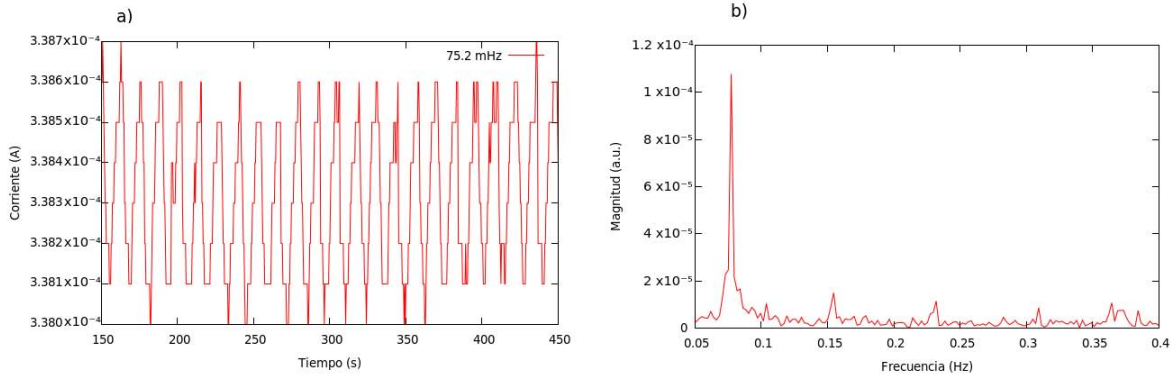 a)
3.387x10⁻⁴
3.386x10⁻⁴
3.385x10⁻⁴
3.384x10⁻⁴
3.383x10⁻⁴
3.382x10⁻⁴
3.381x10⁻⁴
3.380x10⁻⁴
Corriente (A)
75.2 mHz
150 200 250 300 350 400 450
Tiempo (s)
b)
1.2 x10⁻⁴
1 x10⁻⁴
8 x10⁻⁵
6 x10⁻⁵
4 x10⁻⁵
2 x10⁻⁵
0
Magnitud (a.u.)
0.05 0.1 0.15 0.2 0.25 0.3 0.35 0.4
Frecuencia (Hz)